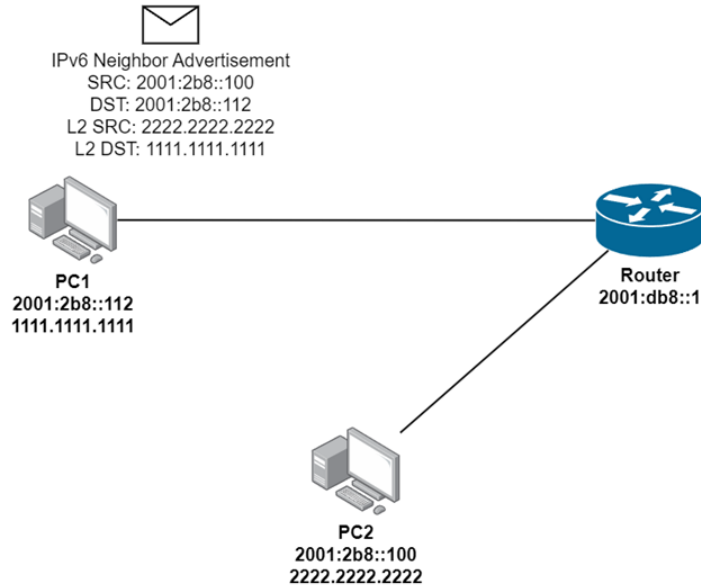 IPv6 Neighbor Advertisement
SRC: 2001:2b8::100
DST: 2001:2b8::112
L2 SRC: 2222.2222.2222
L2 DST: 1111.1111.1111
PC1
2001:2b8::112
1111.1111.1111
Router
2001:db8::1
PC2
2001:2b8::100
2222.2222.2222